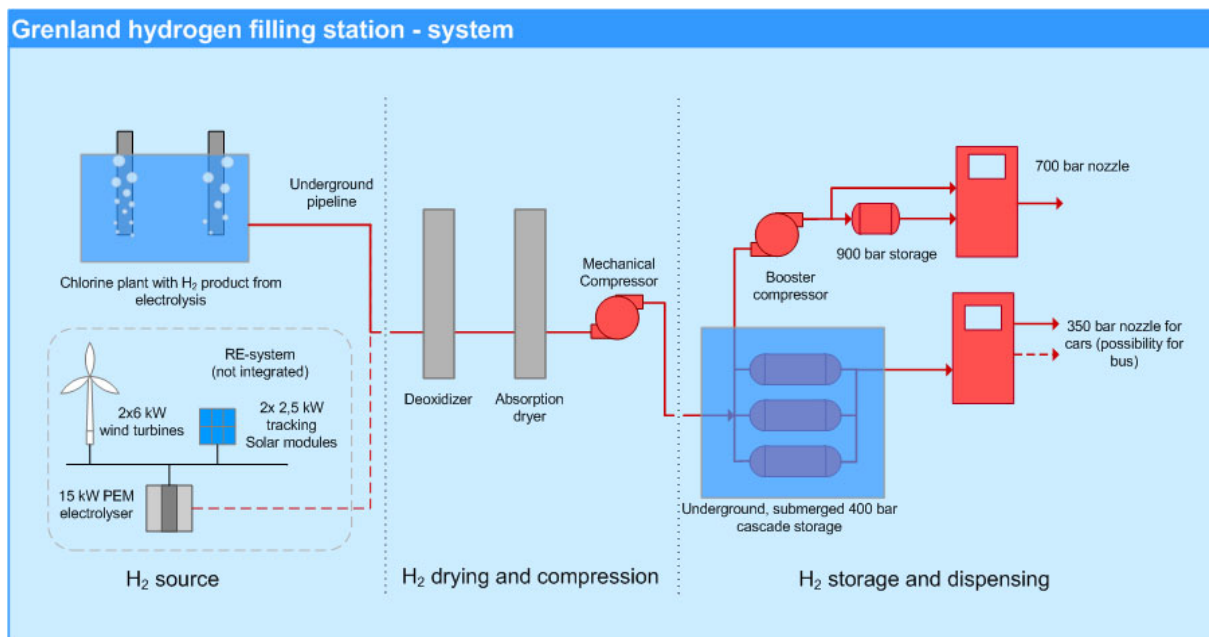 Grenland hydrogen filling station - system
Underground
pipeline
Chlorine plant with H₂ product from
electrolysis
RE-system
(not integrated)
2x6 kW
wind turbines
2x 2,5 kW
tracking
Solar modules
15 kW PEM
electrolyser
H₂ source
Deoxidizer
Absorption
dryer
Mechanical
Compressor
H₂ drying and compression
Booster
compressor
900 bar storage
700 bar nozzle
350 bar nozzle for
cars (possibility for
bus)
Underground, submerged 400 bar
cascade storage
H₂ storage and dispensing